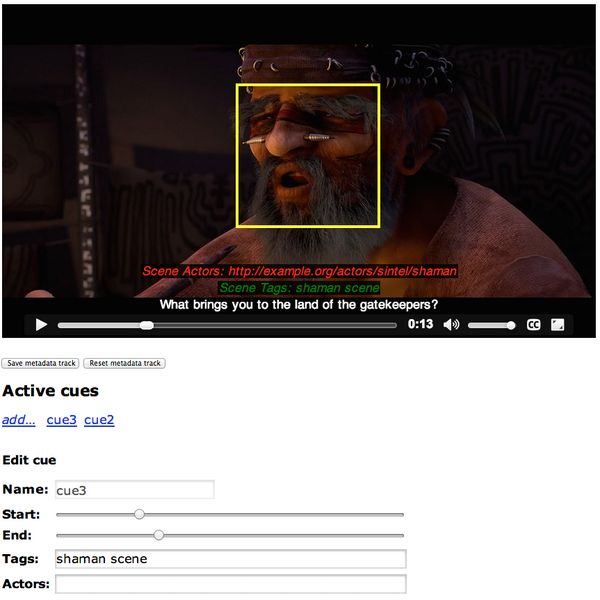 Scene Actors: http://example.org/actors/sintel/shaman
Scene Tags: shaman scene
What brings you to the land of the gatekeepers?
0:13 CC
Save metadata track Reset metadata track
Active cues
add... cue3 cue2
Edit cue
Name: cue3
Start:
End:
Tags: shaman scene
Actors: